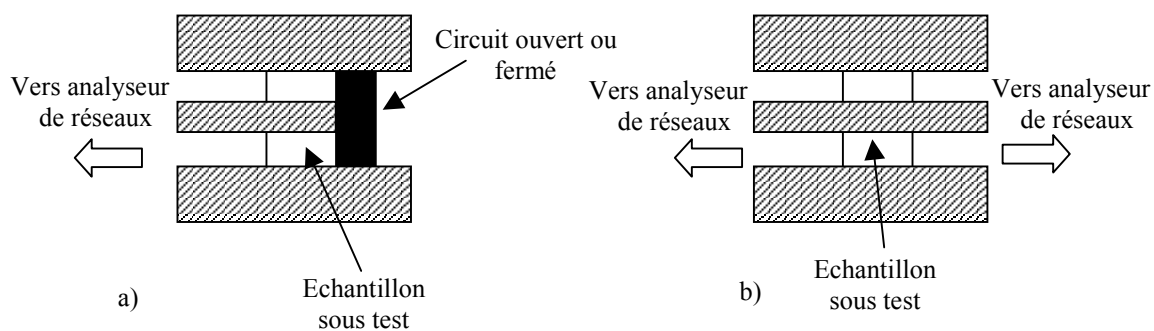 Circuit ouvert ou
fermé
Vers analyseur
de réseaux
Echantillon
sous test
a)
Vers analyseur
de réseaux
Vers analyseur
de réseaux
Echantillon
sous test
b)